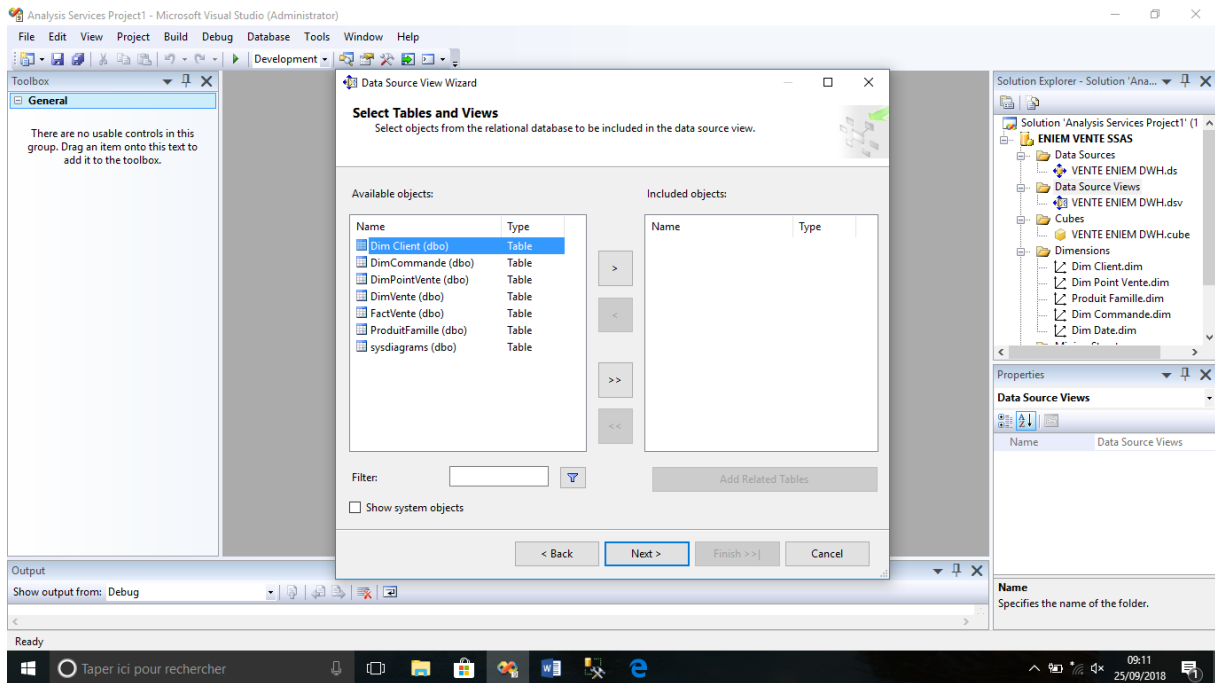 Analysis Services Project1 - Microsoft Visual Studio (Administrator)
File Edit View Project Build Debug Database Tools Window Help
Development
Toolbox
General
There are no usable controls in this
group. Drag an item onto this text to
add it to the toolbox.
Data Source View Wizard
Select Tables and Views
Select objects from the relational database to be included in the data source view.
Available objects:
Name Type
Dim Client (dbo) Table
DimCommande (dbo) Table
DimPointVente (dbo) Table
DimVente (dbo) Table
FactVente (dbo) Table
ProduitFamille (dbo) Table
sysdiagrams (dbo) Table
>
<
>>
<<
Included objects:
Name Type
Filter:
Add Related Tables
Show system objects
< Back Next > Finish >>| Cancel
Solution Explorer - Solution 'Ana...
Solution 'Analysis Services Project1' (1
ENIEM VENTE SSAS
Data Sources
VENTE ENIEM DWH.ds
Data Source Views
VENTE ENIEM DWH.dsv
Cubes
VENTE ENIEM DWH.cube
Dimensions
Dim Client.dim
Dim Point Vente.dim
Produit Famille.dim
Dim Commande.dim
Dim Date.dim
Properties
Data Source Views
Name Data Source Views
Name
Specifies the name of the folder.
Output
Show output from: Debug
Ready
Taper ici pour rechercher
09:11
25/09/2018